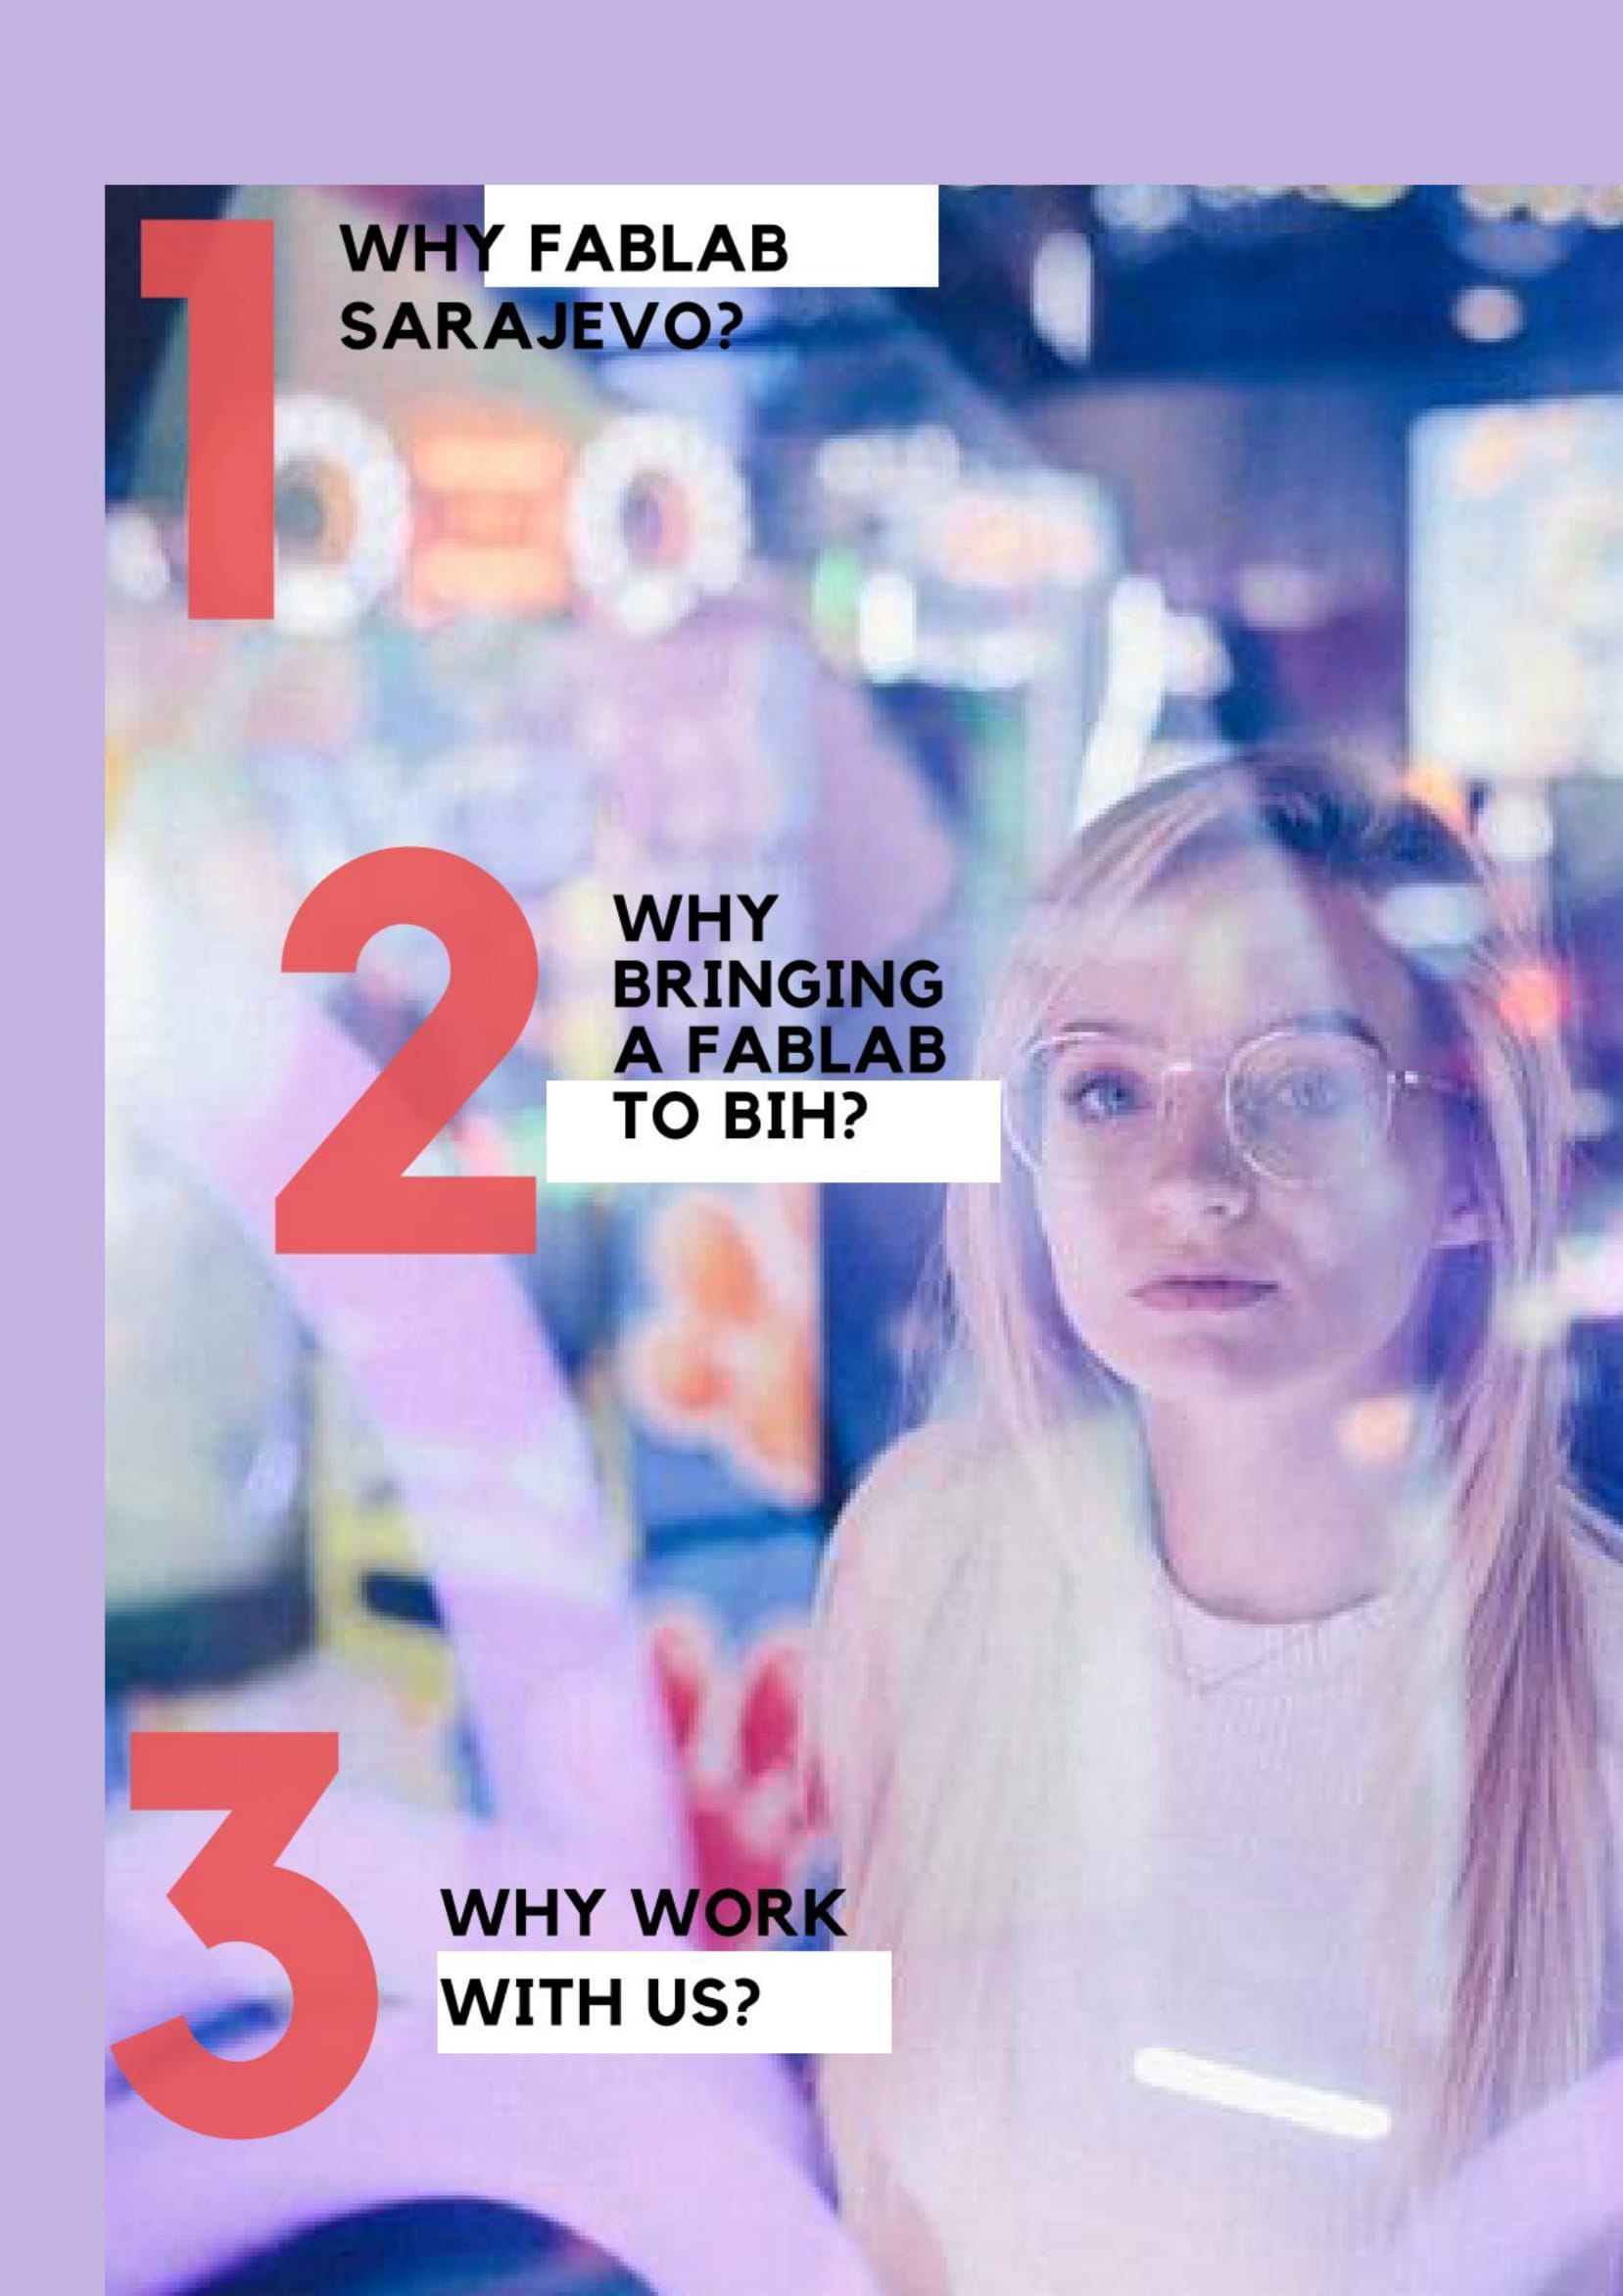 1
WHY FABLAB
SARAJEVO?
2
WHY
BRINGING
A FABLAB
TO BIH?
3
WHY WORK
WITH US?